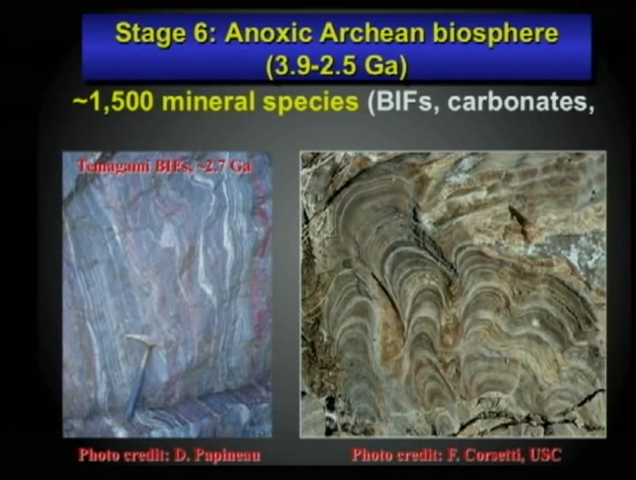 Stage 6: Anoxic Archean biosphere
(3.9-2.5 Ga)
~1,500 mineral species (BIFs, carbonates,
Temagami BIFs, ~2.7 Ga
Photo credit: D. Papineau
Photo credit: F. Corsetti, USC